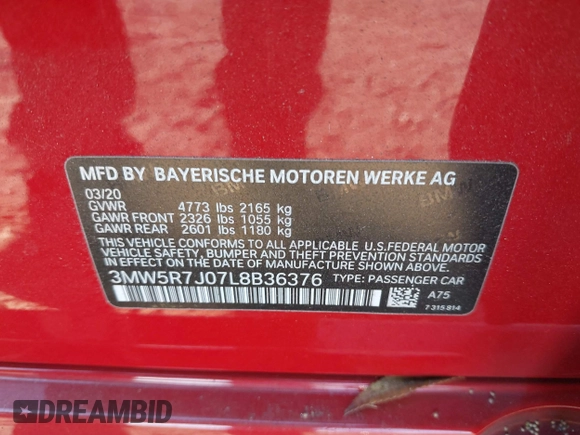 MFD BY BAYERISCHE MOTOREN WERKE AG
03/20
GVWR 4773 lbs 2165 kg
GAWR FRONT 2326 lbs 1055 kg
GAWR REAR 2601 lbs 1180 kg
THIS VEHICLE CONFORMS TO ALL APPLICABLE U.S.FEDERAL MOTOR
VEHICLE SAFETY, BUMPER AND THEFT PREVENTION STANDARDS
IN EFFECT ON THE DATE OF MANUFACTURE SHOWN ABOVE.
3MW5R7J07L8B36376 TYPE: PASSENGER CAR
A75
7 315 814
DREAMBID